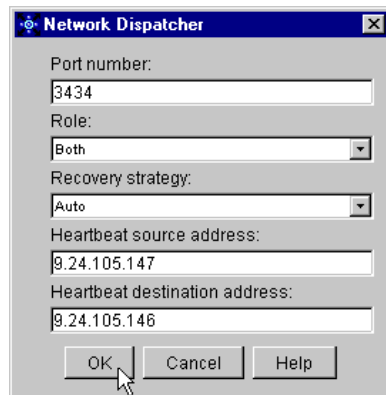 Network Dispatcher
Port number:
3434
Role:
Both
Recovery strategy:
Auto
Heartbeat source address:
9.24.105.147
Heartbeat destination address:
9.24.105.146
OK Cancel Help